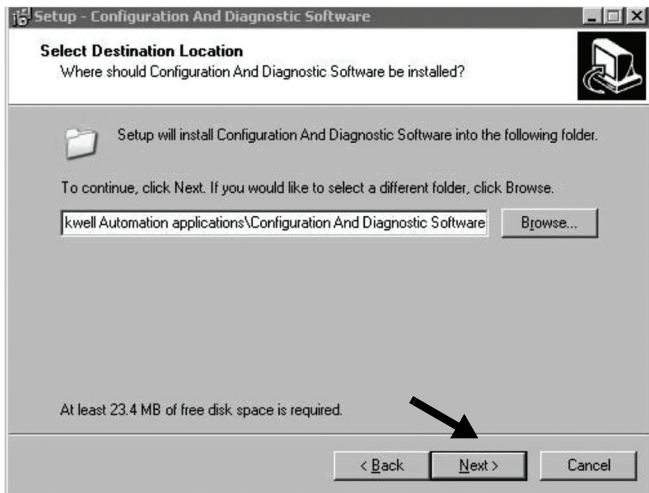 Setup - Configuration And Diagnostic Software
Select Destination Location
Where should Configuration And Diagnostic Software be installed?
Setup will install Configuration And Diagnostic Software into the following folder.
To continue, click Next. If you would like to select a different folder, click Browse.
kwell Automation applications\Configuration And Diagnostic Software
Browse...
At least 23.4 MB of free disk space is required.
< Back
Next >
Cancel